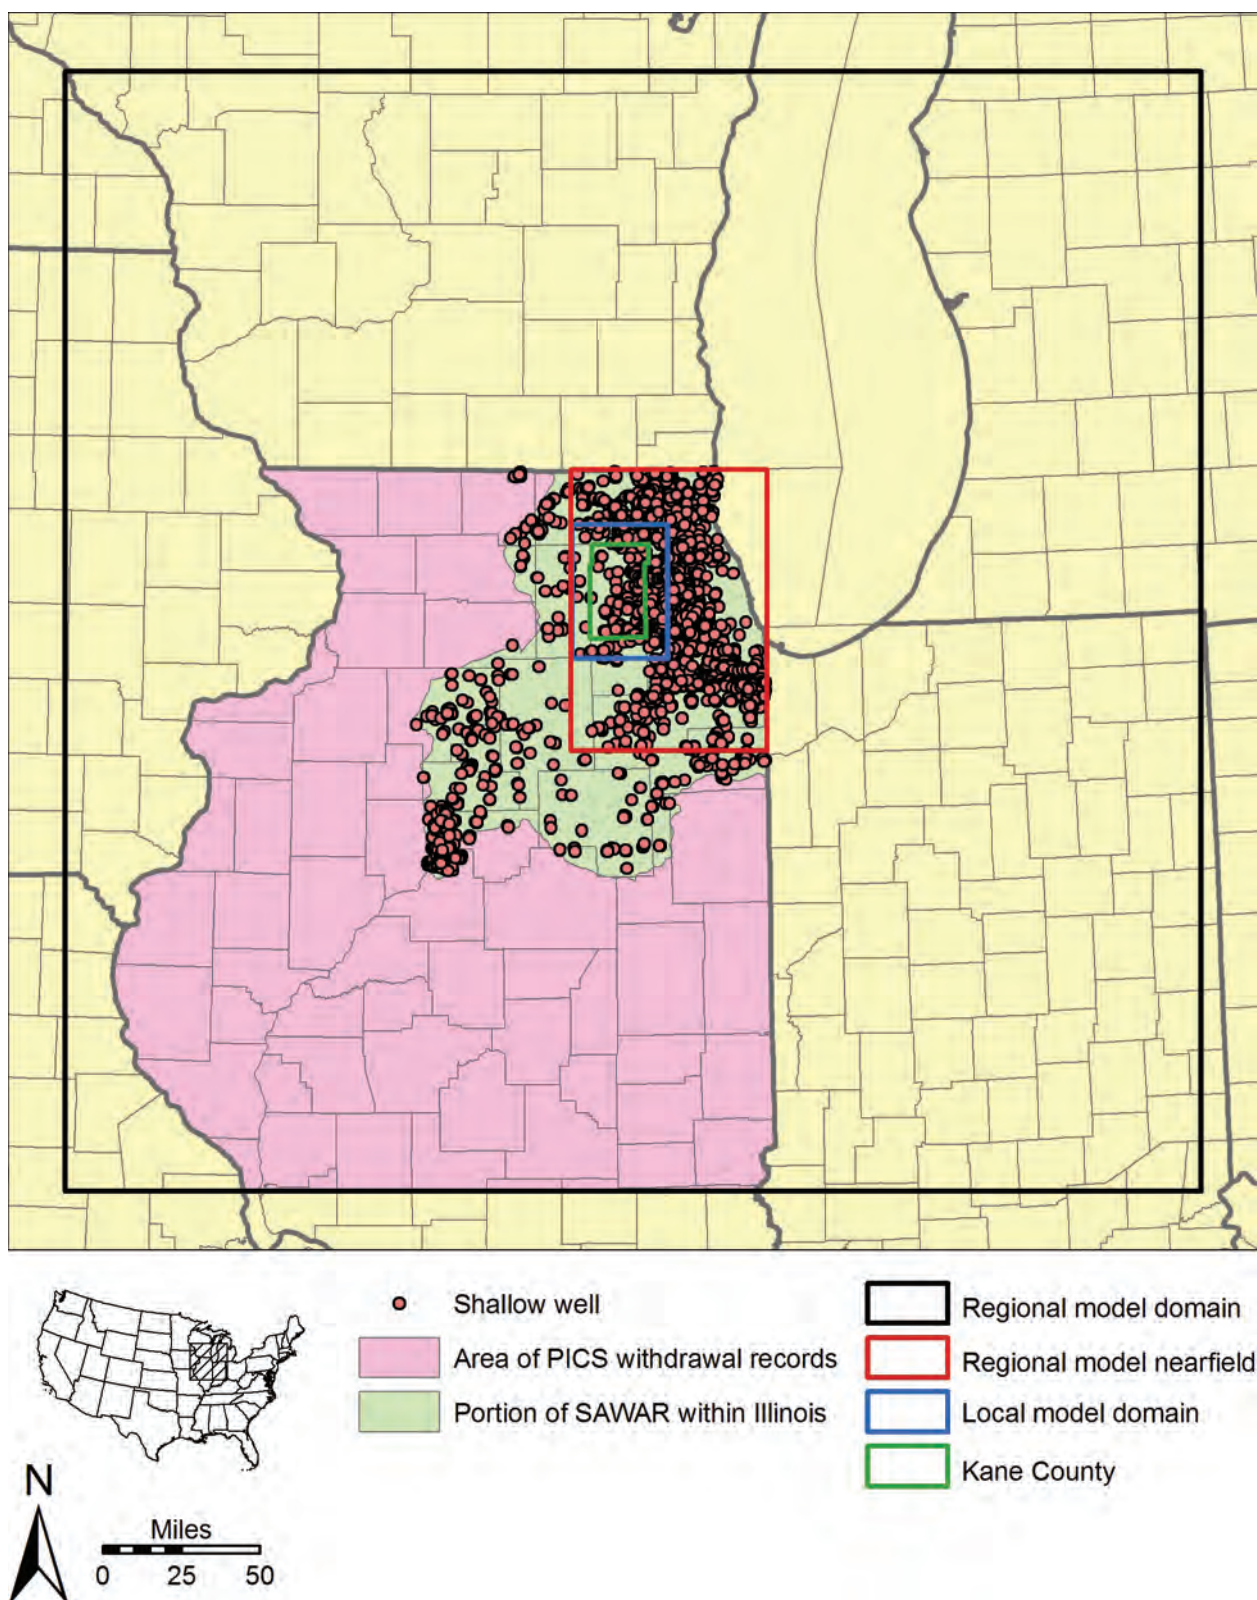 Shallow well
Area of PICS withdrawal records
Portion of SAWAR within Illinois
Regional model domain
Regional model nearfield
Local model domain
Kane County
N
Miles
0 25 50